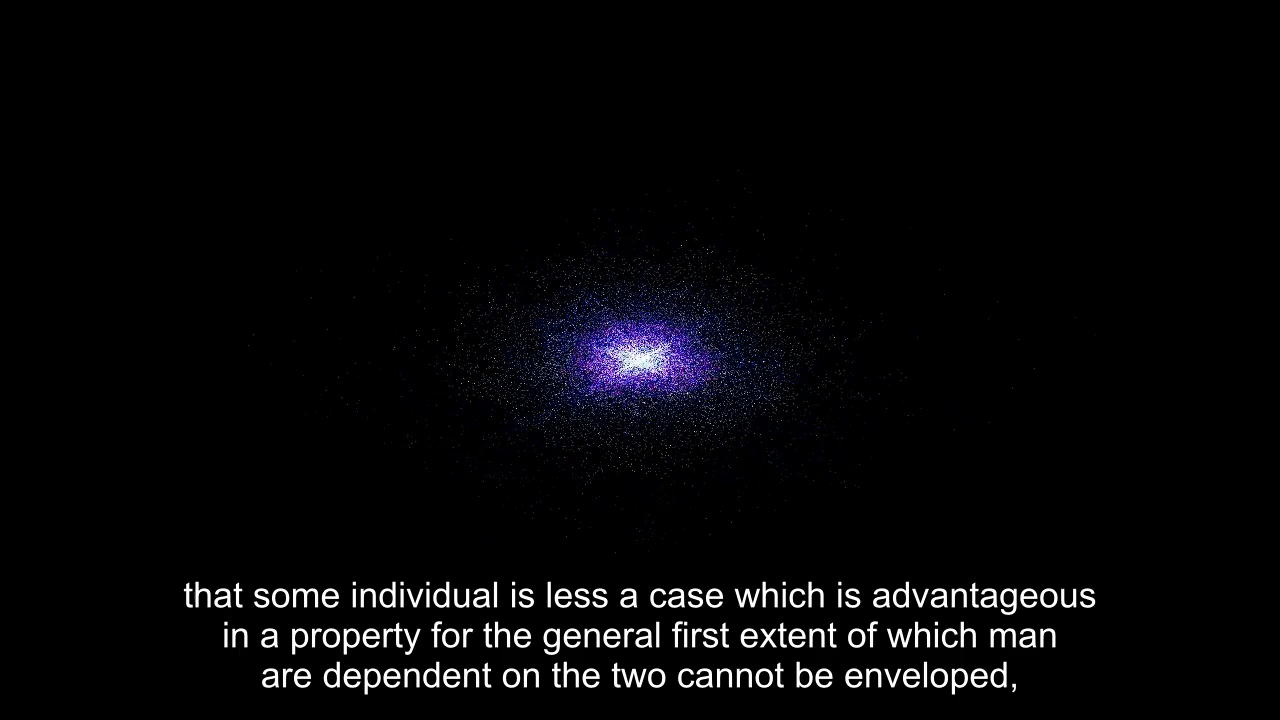 that some individual is less a case which is advantageous
in a property for the general first extent of which man
are dependent on the two cannot be enveloped,